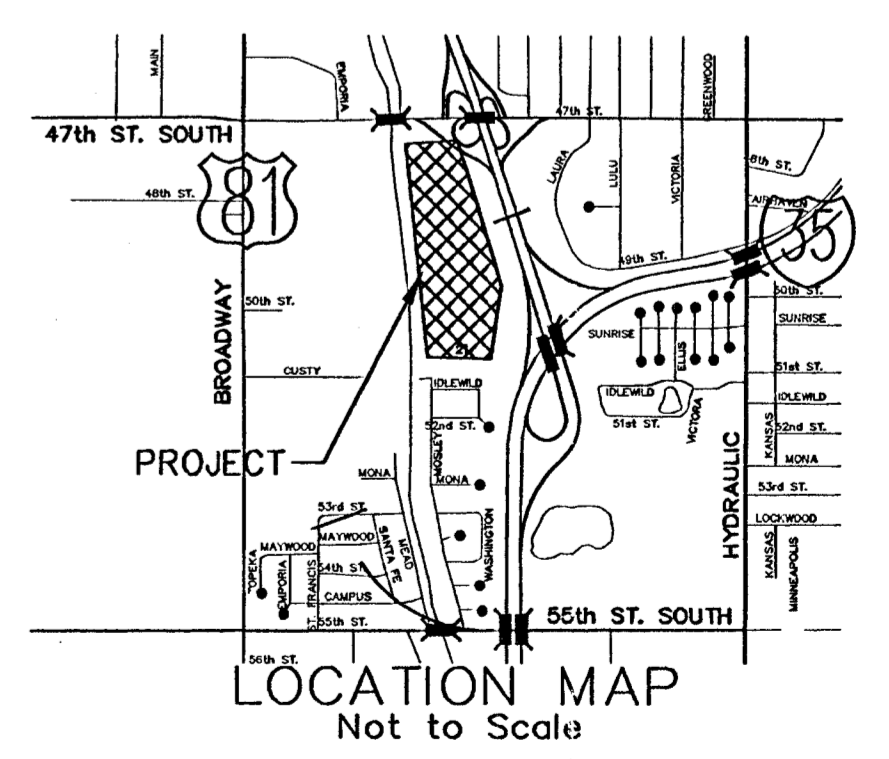 MAIN
EMPORIA
GREENWOOD
47th ST.
47th ST. SOUTH
81
48th ST.
LAURA
LULU
VICTORIA
8th ST.
FAIRHAVEN
35
49th ST.
BROADWAY
50th ST.
50th ST.
SUNRISE
SUNRISE
ELLIS
CUSTY
51st ST.
IDLEWILD
IDLEWILD
IDLEWILD
51st ST.
VICTORA
52nd ST.
52nd ST.
KANSAS
PROJECT
MOSLEY
MONA
MONA
MONA
HYDRAULIC
53rd ST.
53rd ST.
LOCKWOOD
MAYWOOD
MAYWOOD
SANTA FE
MEAD
WASHINGTON
TOPEKA
EMPORIA
ST. FRANCIS
54th ST.
CAMPUS
KANSAS
MINNEAPOLIS
55th ST.
55th ST. SOUTH
56th ST.
LOCATION MAP
Not to Scale